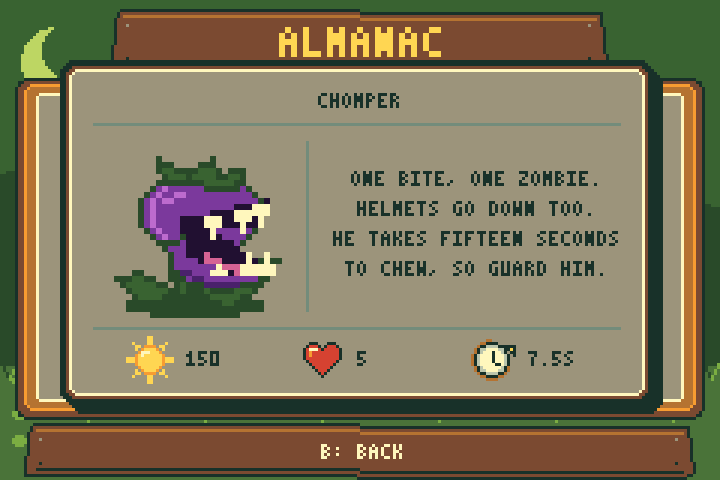 ALMANAC
CHOMPER
ONE BITE, ONE ZOMBIE.
HELMETS GO DOWN TOO.
HE TAKES FIFTEEN SECONDS
TO CHEW, SO GUARD HIM.
150
5
7.5S
B: BACK